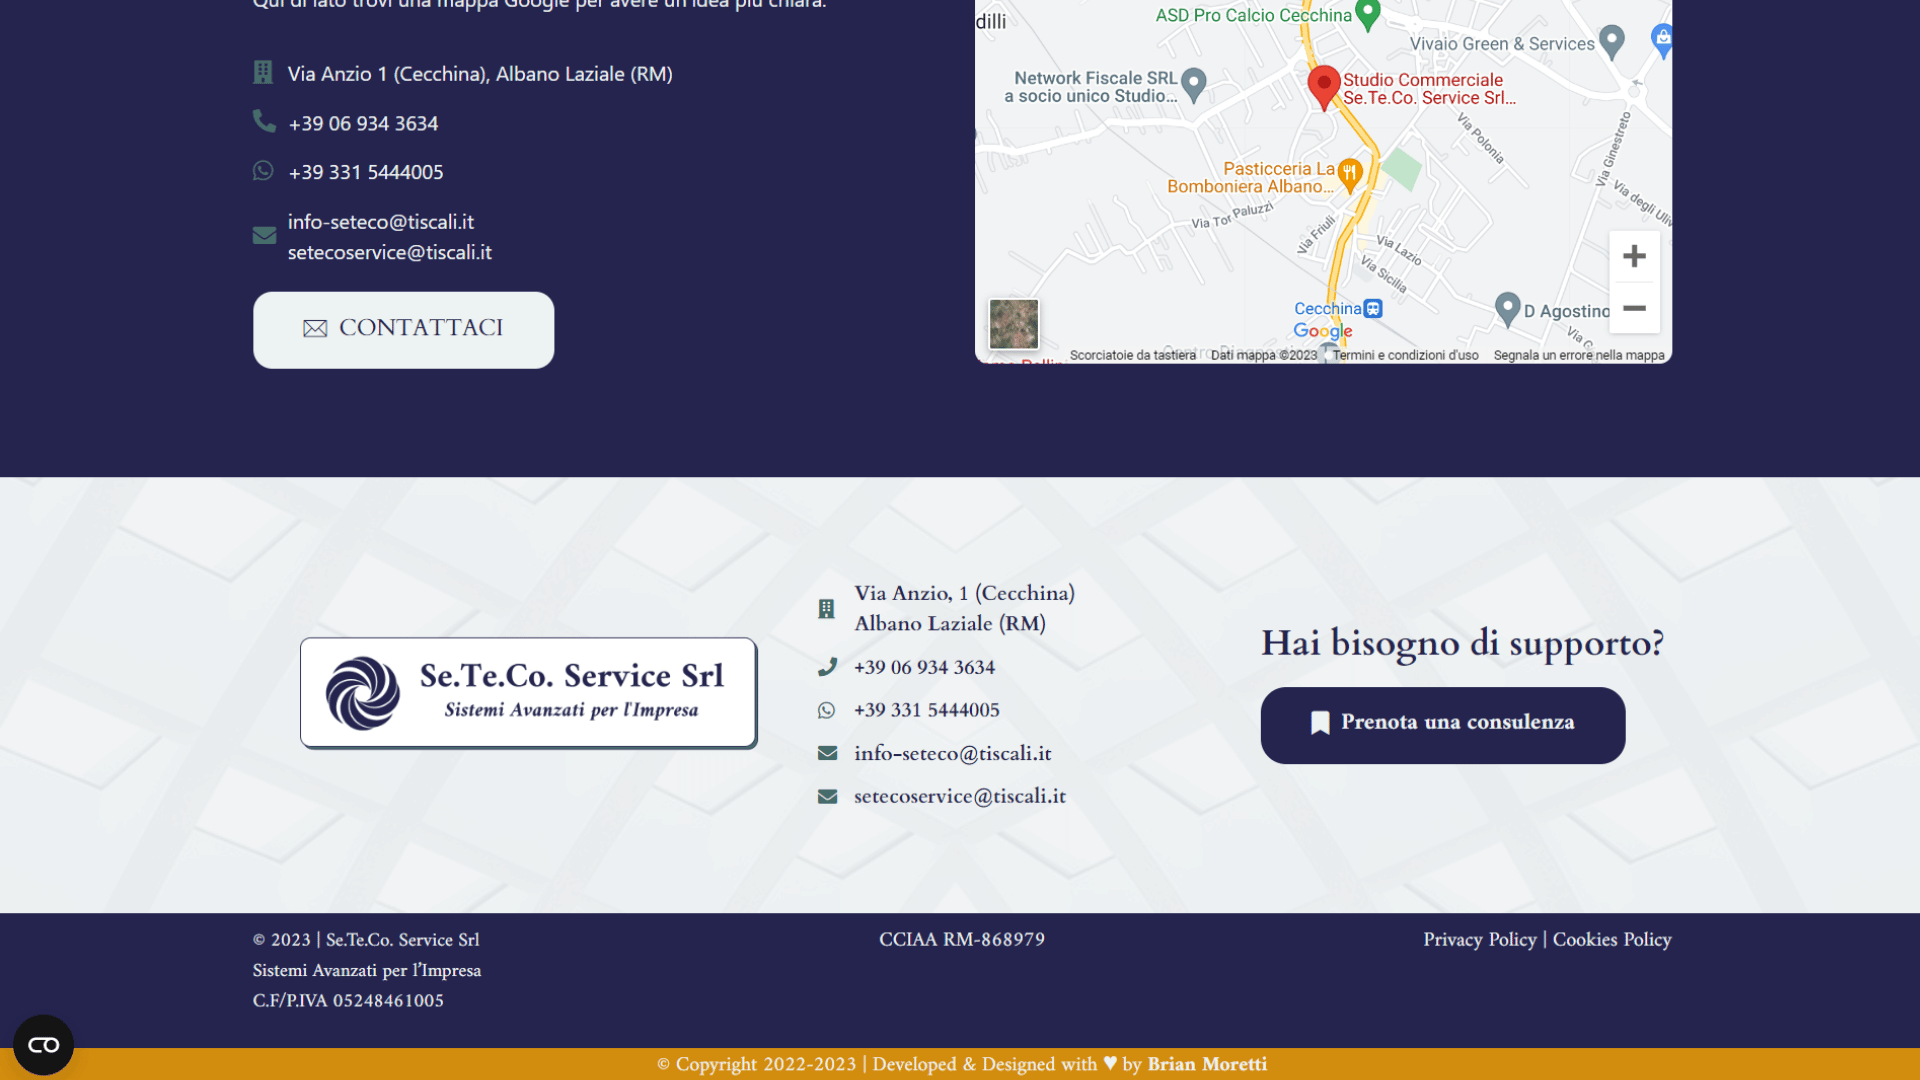 Qui di lato trovi una mappa Google per avere un'idea più chiara.
Via Anzio 1 (Cecchina), Albano Laziale (RM)
+39 06 934 3634
+39 331 5444005
info-seteco@tiscali.it
setecoservice@tiscali.it
CONTATTACI
dilli
ASD Pro Calcio Cecchina
Vivaio Green & Services
Network Fiscale SRL
a socio unico Studio...
Studio Commerciale
Se.Te.Co. Service Srl...
Via Polonia
Via Ginestreto
Pasticceria La
Bomboniera Albano...
Via degli Uliv
Via Tor Paluzzi
Via Friuli
Via Lazio
Via Sicilia
Cecchina
D Agostino
Google
Via G
Scorciatoie da tastiera
Dati mappa ©2023
Termini e condizioni d'uso
Segnala un errore nella mappa
Via Anzio, 1 (Cecchina)
Albano Laziale (RM)
+39 06 934 3634
+39 331 5444005
info-seteco@tiscali.it
setecoservice@tiscali.it
Se.Te.Co. Service Srl
Sistemi Avanzati per l'Impresa
Hai bisogno di supporto?
Prenota una consulenza
© 2023 | Se.Te.Co. Service Srl
Sistemi Avanzati per l’Impresa
C.F/P.IVA 05248461005
CCIAA RM-868979
Privacy Policy | Cookies Policy
© Copyright 2022-2023 | Developed & Designed with ♥ by Brian Moretti